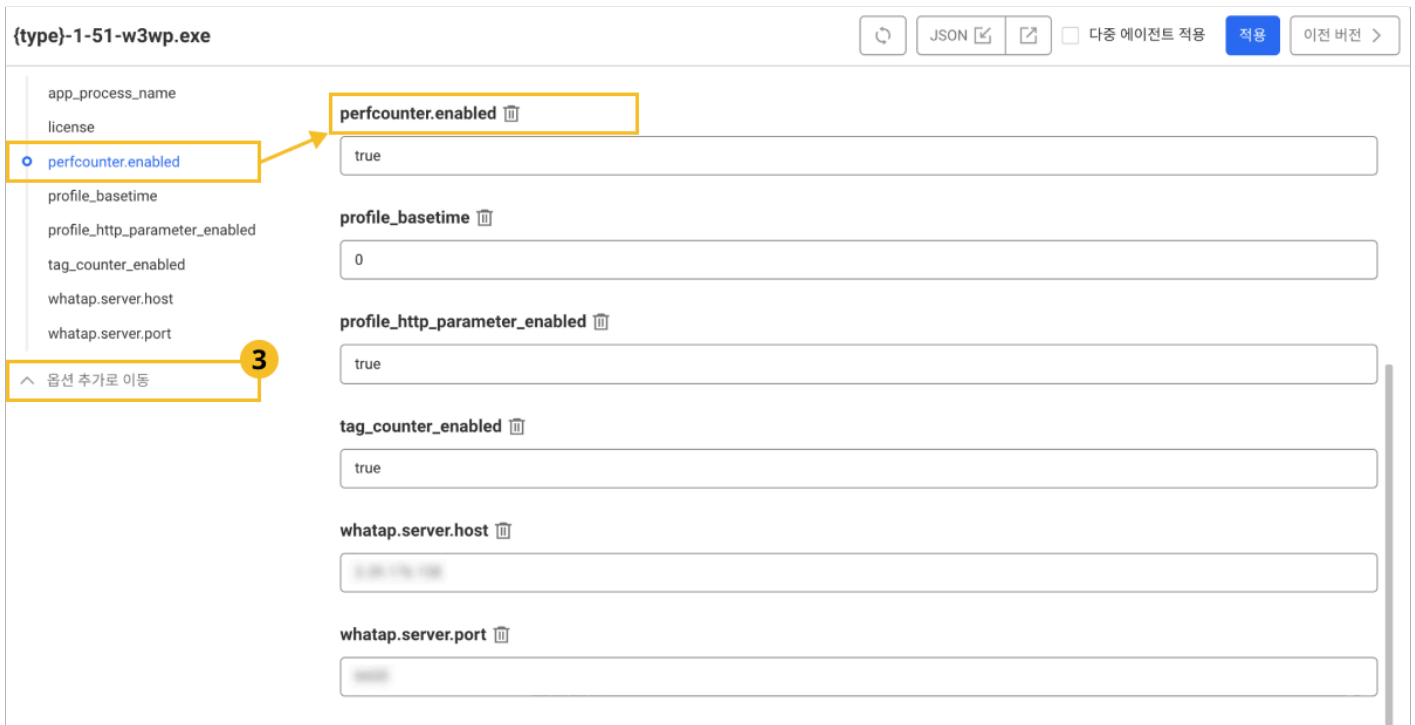 {type}-1-51-w3wp.exe
JSON
다중 에이전트 적용
적용
이전 버전
app_process_name
license
perfcounter.enabled
profile_basetime
profile_http_parameter_enabled
tag_counter_enabled
whatap.server.host
whatap.server.port
3
옵션 추가로 이동
perfcounter.enabled
true
profile_basetime
0
profile_http_parameter_enabled
true
tag_counter_enabled
true
whatap.server.host
whatap.server.port